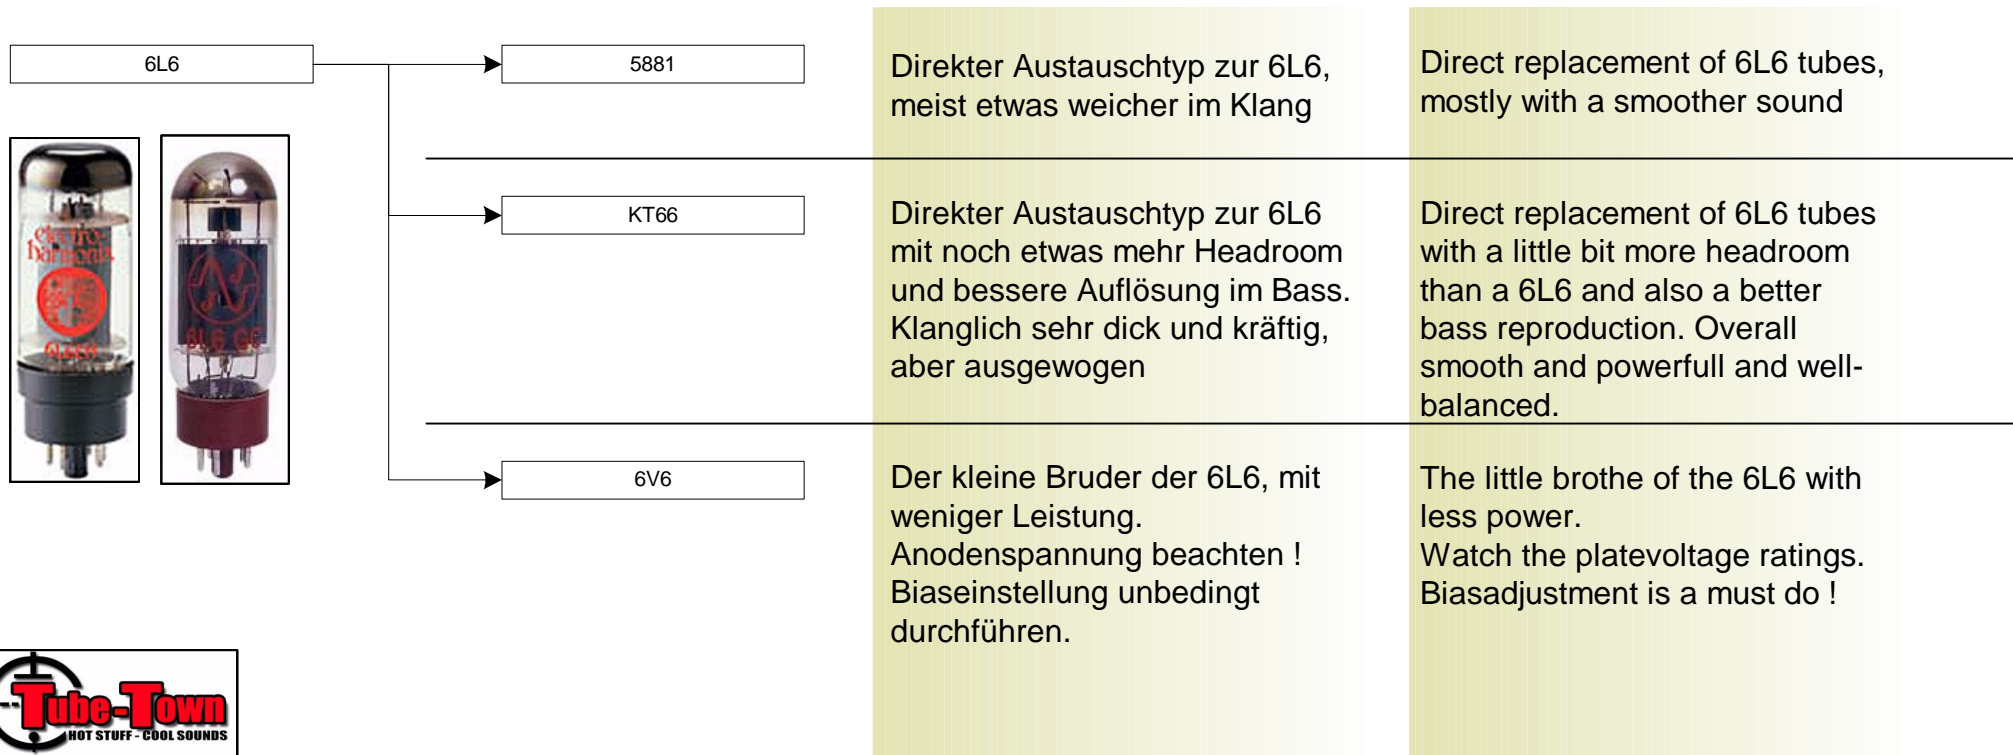 6L6
5881
Direkter Austauschtyp zur 6L6,
meist etwas weicher im Klang
Direct replacement of 6L6 tubes,
mostly with a smoother sound
electro-
harmonix
6L6EH
JJ
6L6 GC
KT66
Direkter Austauschtyp zur 6L6
mit noch etwas mehr Headroom
und bessere Auflösung im Bass.
Klanglich sehr dick und kräftig,
aber ausgewogen
Direct replacement of 6L6 tubes
with a little bit more headroom
than a 6L6 and also a better
bass reproduction. Overall
smooth and powerfull and well-
balanced.
6V6
Der kleine Bruder der 6L6, mit
weniger Leistung.
Anodenspannung beachten !
Biaseinstellung unbedingt
durchführen.
The little brothe of the 6L6 with
less power.
Watch the platevoltage ratings.
Biasadjustment is a must do !
Tube-Town
HOT STUFF - COOL SOUNDS